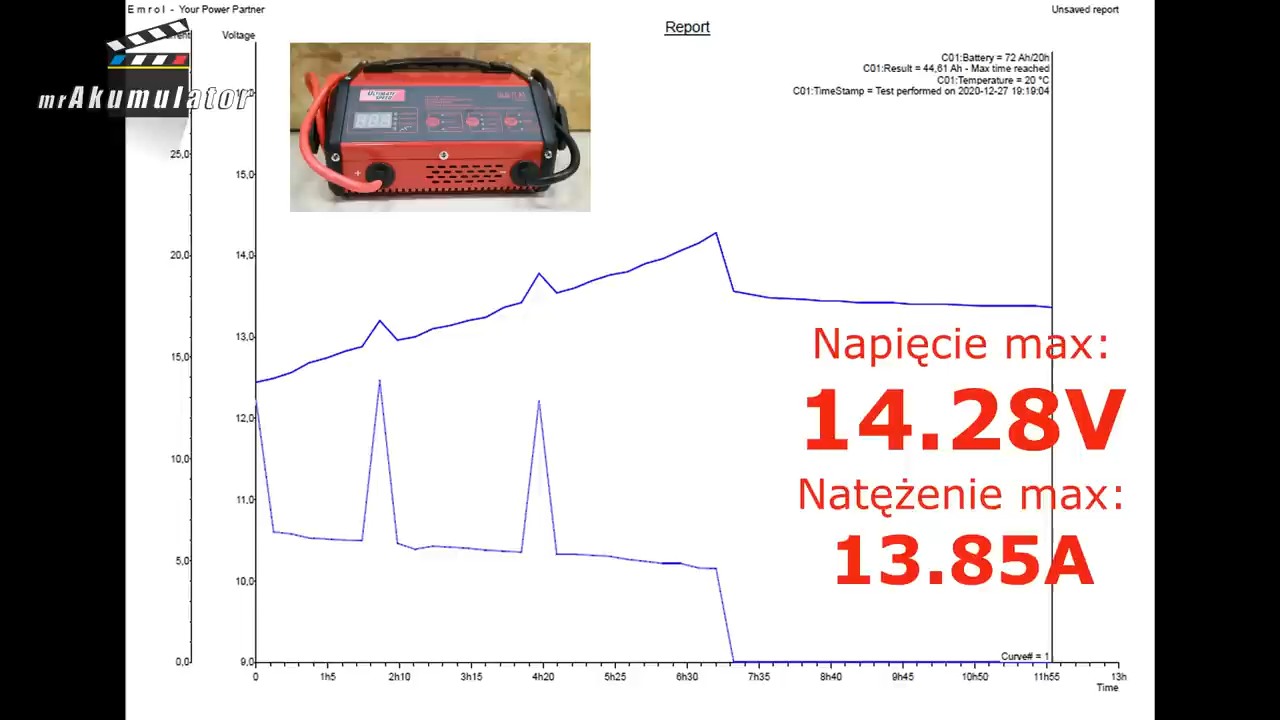 E m r o l - Your Power Partner
Unsaved report
Report
Voltage
mrAkumulator
C01:Battery = 72 Ah/20h
C01:Result = 44,61 Ah - Max time reached
C01:Temperature = 20 °C
C01:TimeStamp = Test performed on 2020-12-27 19:19:04
ULTIMATE SPEED
25,0
15,0
20,0
14,0
13,0
15,0
12,0
10,0
11,0
5,0
10,0
0,0
9,0
Napięcie max:
14.28V
Natężenie max:
13.85A
Curve# = 1
0 1h5 2h10 3h15 4h20 5h25 6h30 7h35 8h40 9h45 10h50 11h55 13h
Time